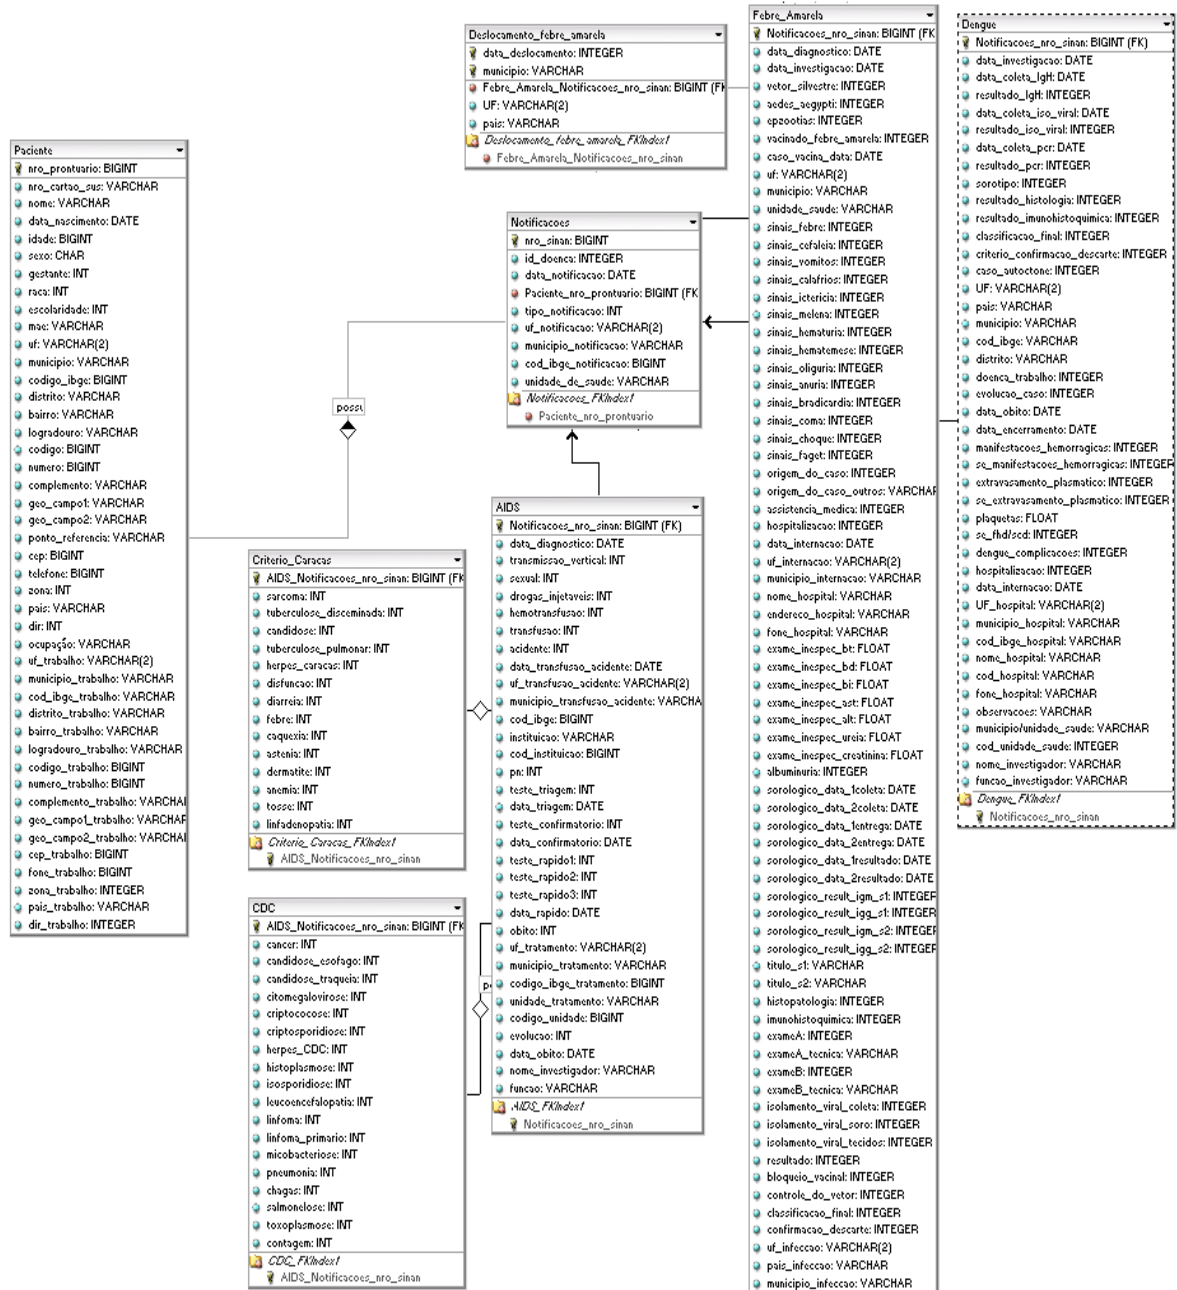 Paciente
nro_prontuario: BIGINT
nro_cartao_sus: VARCHAR
nome: VARCHAR
data_nascimento: DATE
idade: BIGINT
sexo: CHAR
gestante: INT
raca: INT
escolaridade: INT
mae: VARCHAR
uf: VARCHAR(2)
municipio: VARCHAR
codigo_ibge: BIGINT
distrito: VARCHAR
bairro: VARCHAR
logradouro: VARCHAR
codigo: BIGINT
numero: BIGINT
complemento: VARCHAR
geo_campo1: VARCHAR
geo_campo2: VARCHAR
ponto_referencia: VARCHAR
cep: BIGINT
telefone: BIGINT
zona: INT
pais: VARCHAR
dir: INT
ocupação: VARCHAR
uf_trabalho: VARCHAR(2)
municipio_trabalho: VARCHAR
cod_ibge_trabalho: VARCHAR
distrito_trabalho: VARCHAR
bairro_trabalho: VARCHAR
logradouro_trabalho: VARCHAR
codigo_trabalho: BIGINT
numero_trabalho: BIGINT
complemento_trabalho: VARCHAR
geo_campo1_trabalho: VARCHAR
geo_campo2_trabalho: VARCHAR
cep_trabalho: BIGINT
fone_trabalho: BIGINT
zona_trabalho: INTEGER
pais_trabalho: VARCHAR
dir_trabalho: INTEGER
possu
Deslocamento_febre_amarela
data_deslocamento: INTEGER
municipio: VARCHAR
Febre_Amarela_Notificacoes_nro_sinan: BIGINT (FK
UF: VARCHAR(2)
pais: VARCHAR
Deslocamento_febre_amarela_FKIndex1
Febre_Amarela_Notificacoes_nro_sinan
Notificacoes
nro_sinan: BIGINT
id_doenca: INTEGER
data_notificacao: DATE
Paciente_nro_prontuario: BIGINT (FK
tipo_notificacao: INT
uf_notificacao: VARCHAR(2)
municipio_notificacao: VARCHAR
cod_ibge_notificacao: BIGINT
unidade_de_saude: VARCHAR
Notificacoes_FKIndex1
Paciente_nro_prontuario
Criterio_Caracas
AIDS_Notificacoes_nro_sinan: BIGINT (FK
sarcoma: INT
tuberculose_disseminada: INT
candidose: INT
tuberculose_pulmonar: INT
herpes_caracas: INT
disfuncao: INT
diarreia: INT
febre: INT
caquexia: INT
astenia: INT
dermatite: INT
anemia: INT
tosse: INT
linfadenopatia: INT
Criterio_Caracas_FKIndex1
AIDS_Notificacoes_nro_sinan
CDC
AIDS_Notificacoes_nro_sinan: BIGINT (FK
cancer: INT
candidose_esofago: INT
candidose_traqueia: INT
citomegalovirose: INT
criptococose: INT
criptosporidiose: INT
herpes_CDC: INT
histoplasmose: INT
isosporidiose: INT
leucoencefalopatia: INT
linfoma: INT
linfoma_primario: INT
micobacteriose: INT
pneumonia: INT
chagas: INT
salmonelose: INT
toxoplasmose: INT
contagem: INT
CDC_FKIndex1
AIDS_Notificacoes_nro_sinan
AIDS
Notificacoes_nro_sinan: BIGINT (FK)
data_diagnostico: DATE
transmissao_vertical: INT
sexual: INT
drogas_injetaveis: INT
hemotransfusao: INT
transfusao: INT
acidente: INT
data_transfusao_acidente: DATE
uf_transfusao_acidente: VARCHAR(2)
municipio_transfusao_acidente: VARCHA
cod_ibge: BIGINT
instituicao: VARCHAR
cod_instituicao: BIGINT
pn: INT
teste_triagem: INT
data_triagem: DATE
teste_confirmatorio: INT
data_confirmatorio: DATE
teste_rapido1: INT
teste_rapido2: INT
teste_rapido3: INT
data_rapido: DATE
obito: INT
uf_tratamento: VARCHAR(2)
municipio_tratamento: VARCHAR
codigo_ibge_tratamento: BIGINT
unidade_tratamento: VARCHAR
codigo_unidade: BIGINT
evolucao: INT
data_obito: DATE
nome_investigador: VARCHAR
funcao: VARCHAR
AIDS_FKIndex1
Notificacoes_nro_sinan
Febre_Amarela
Notificacoes_nro_sinan: BIGINT (FK
data_diagnostico: DATE
data_investigacao: DATE
vetor_silvestre: INTEGER
aedes_aegypti: INTEGER
epzootias: INTEGER
vacinado_febre_amarela: INTEGER
caso_vacina_data: DATE
uf: VARCHAR(2)
municipio: VARCHAR
unidade_saude: VARCHAR
sinais_febre: INTEGER
sinais_cefaleia: INTEGER
sinais_vomitos: INTEGER
sinais_calafrios: INTEGER
sinais_ictericia: INTEGER
sinais_melena: INTEGER
sinais_hematuria: INTEGER
sinais_hematemese: INTEGER
sinais_oliguria: INTEGER
sinais_anuria: INTEGER
sinais_bradicardia: INTEGER
sinais_coma: INTEGER
sinais_choque: INTEGER
sinais_faget: INTEGER
origem_do_caso: INTEGER
origem_do_caso_outros: VARCHAR
assistencia_medica: INTEGER
hospitalizacao: INTEGER
data_internacao: DATE
uf_internacao: VARCHAR(2)
municipio_internacao: VARCHAR
nome_hospital: VARCHAR
endereco_hospital: VARCHAR
fone_hospital: VARCHAR
exame_inespec_bt: FLOAT
exame_inespec_bd: FLOAT
exame_inespec_bi: FLOAT
exame_inespec_ast: FLOAT
exame_inespec_alt: FLOAT
exame_inespec_ureia: FLOAT
exame_inespec_creatinina: FLOAT
albuminuria: INTEGER
sorologico_data_1coleta: DATE
sorologico_data_2coleta: DATE
sorologico_data_1entrega: DATE
sorologico_data_2entrega: DATE
sorologico_data_1resultado: DATE
sorologico_data_2resultado: DATE
sorologico_result_igm_s1: INTEGER
sorologico_result_igg_s1: INTEGER
sorologico_result_igm_s2: INTEGER
sorologico_result_igg_s2: INTEGER
titulo_s1: VARCHAR
titulo_s2: VARCHAR
histopatologia: INTEGER
imunohistoquimica: INTEGER
exameA: INTEGER
exameA_tecnica: VARCHAR
exameB: INTEGER
exameB_tecnica: VARCHAR
isolamento_viral_coleta: INTEGER
isolamento_viral_soro: INTEGER
isolamento_viral_tecidos: INTEGER
resultado: INTEGER
bloqueio_vacinal: INTEGER
controle_do_vetor: INTEGER
classificacao_final: INTEGER
confirmacao_descarte: INTEGER
uf_infeccao: VARCHAR(2)
pais_infeccao: VARCHAR
municipio_infeccao: VARCHAR
Dengue
Notificacoes_nro_sinan: BIGINT (FK)
data_investigacao: DATE
data_coleta_IgH: DATE
resultado_IgH: INTEGER
data_coleta_iso_viral: DATE
resultado_iso_viral: INTEGER
data_coleta_pcr: DATE
resultado_pcr: INTEGER
sorotipo: INTEGER
resultado_histologia: INTEGER
resultado_imunohistoquimica: INTEGER
classificacao_final: INTEGER
criterio_confirmacao_descarte: INTEGER
caso_autoctone: INTEGER
UF: VARCHAR(2)
pais: VARCHAR
municipio: VARCHAR
cod_ibge: VARCHAR
distrito: VARCHAR
doenca_trabalho: INTEGER
evolucao_caso: INTEGER
data_obito: DATE
data_encerramento: DATE
manifestacoes_hemorragicas: INTEGER
se_manifestacoes_hemorragicas: INTEGER
extravasamento_plasmatico: INTEGER
se_extravasamento_plasmatico: INTEGER
plaquetas: FLOAT
se_fhd/scd: INTEGER
dengue_complicacoes: INTEGER
hospitalizacao: INTEGER
data_internacao: DATE
UF_hospital: VARCHAR(2)
municipio_hospital: VARCHAR
cod_ibge_hospital: VARCHAR
nome_hospital: VARCHAR
cod_hospital: VARCHAR
fone_hospital: VARCHAR
observacoes: VARCHAR
municipio/unidade_saude: VARCHAR
cod_unidade_saude: INTEGER
nome_investigador: VARCHAR
funcao_investigador: VARCHAR
Dengue_FKIndex1
Notificacoes_nro_sinan